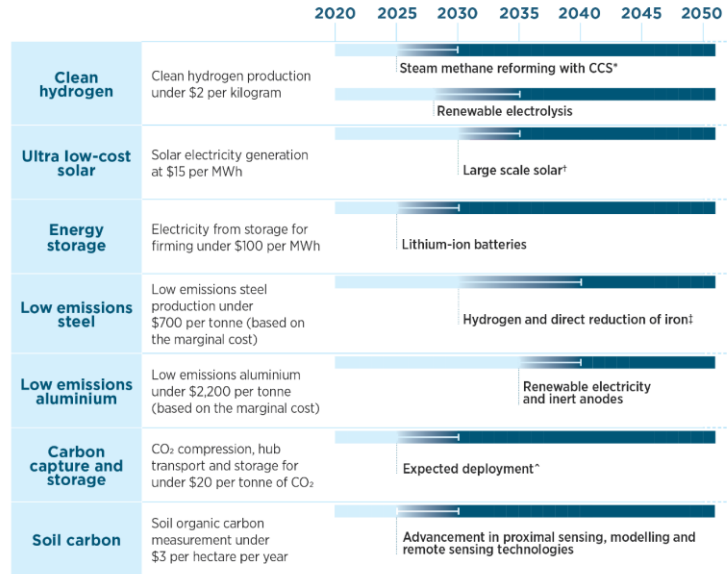 2020 2025 2030 2035 2040 2045 2050
Clean
hydrogen
Clean hydrogen production
under $2 per kilogram
Steam methane reforming with CCS*
Renewable electrolysis
Ultra low-cost
solar
Solar electricity generation
at $15 per MWh
Large scale solar†
Energy
storage
Electricity from storage for
firming under $100 per MWh
Lithium-ion batteries
Low emissions
steel
Low emissions steel
production under
$700 per tonne (based on
the marginal cost)
Hydrogen and direct reduction of iron‡
Low emissions
aluminium
Low emissions aluminium
under $2,200 per tonne
(based on the marginal cost)
Renewable electricity
and inert anodes
Carbon
capture and
storage
CO₂ compression, hub
transport and storage for
under $20 per tonne of CO₂
Expected deployment^
Soil carbon
Soil organic carbon
measurement under
$3 per hectare per year
Advancement in proximal sensing, modelling and
remote sensing technologies